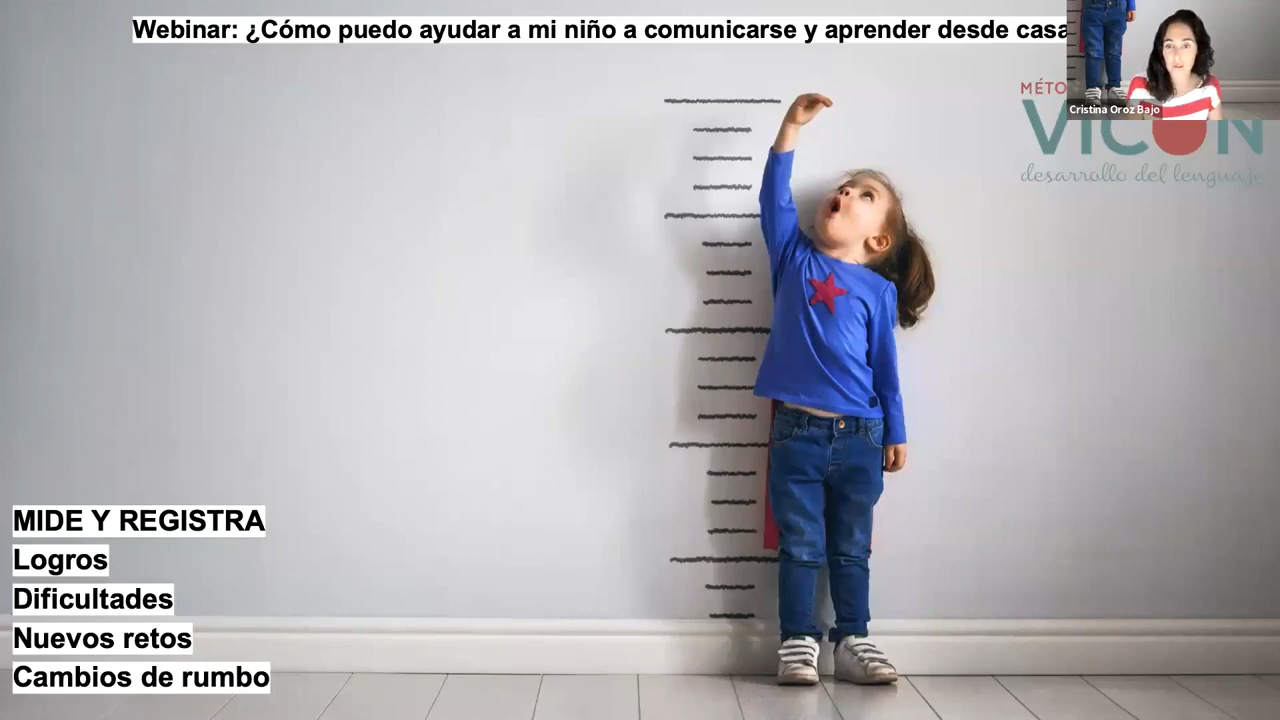 Webinar: ¿Cómo puedo ayudar a mi niño a comunicarse y aprender desde casa
Cristina Oroz Bajo
MÉTO
VICON
desarrollo del lenguaje
MIDE Y REGISTRA
Logros
Dificultades
Nuevos retos
Cambios de rumbo